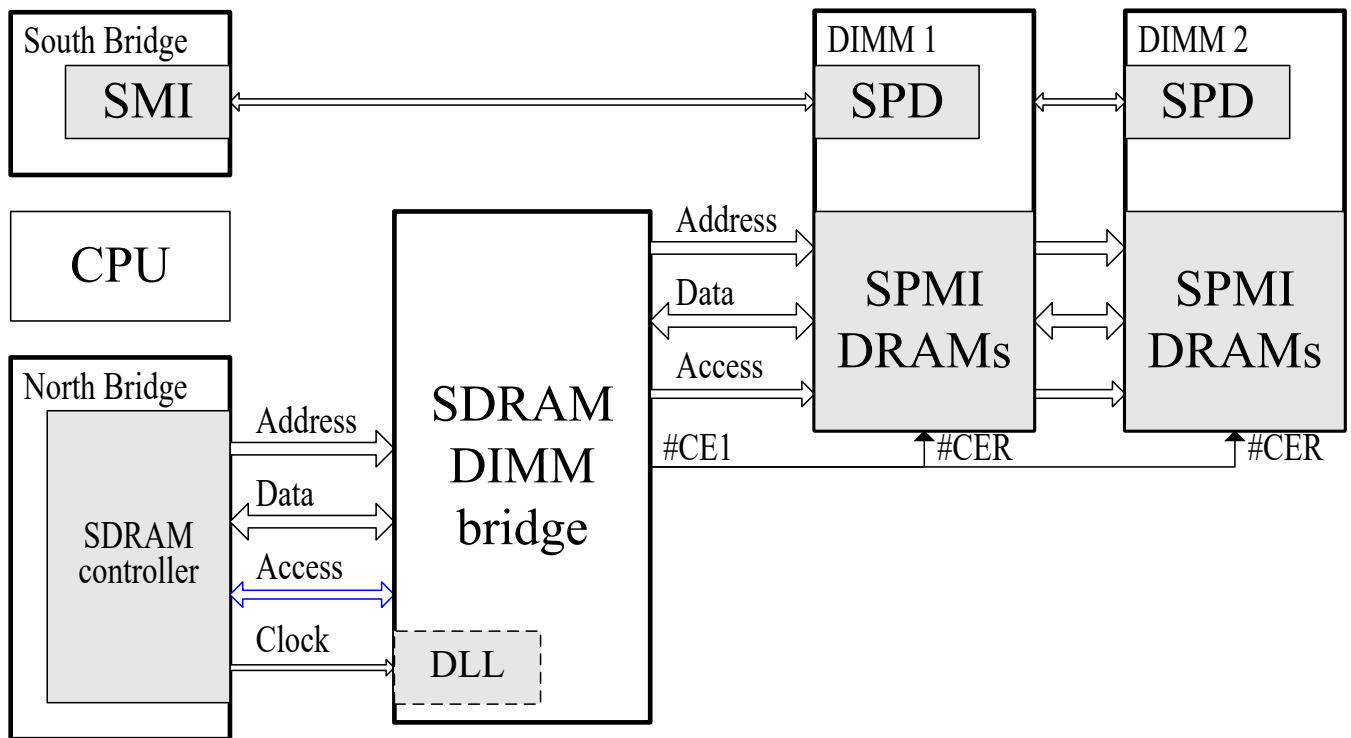 South Bridge
SMI
DIMM 1
SPD
DIMM 2
SPD
CPU
Address
Data
Access
SPMI
DRAMs
SPMI
DRAMs
#CE1
#CER
#CER
North Bridge
SDRAM
controller
Address
Data
Access
Clock
SDRAM
DIMM
bridge
DLL